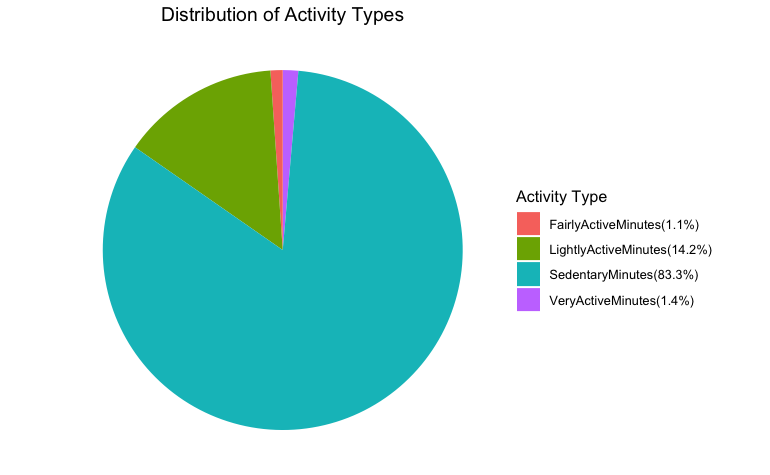 Distribution of Activity Types
Activity Type
FairlyActiveMinutes(1.1%)
LightlyActiveMinutes(14.2%)
SedentaryMinutes(83.3%)
VeryActiveMinutes(1.4%)